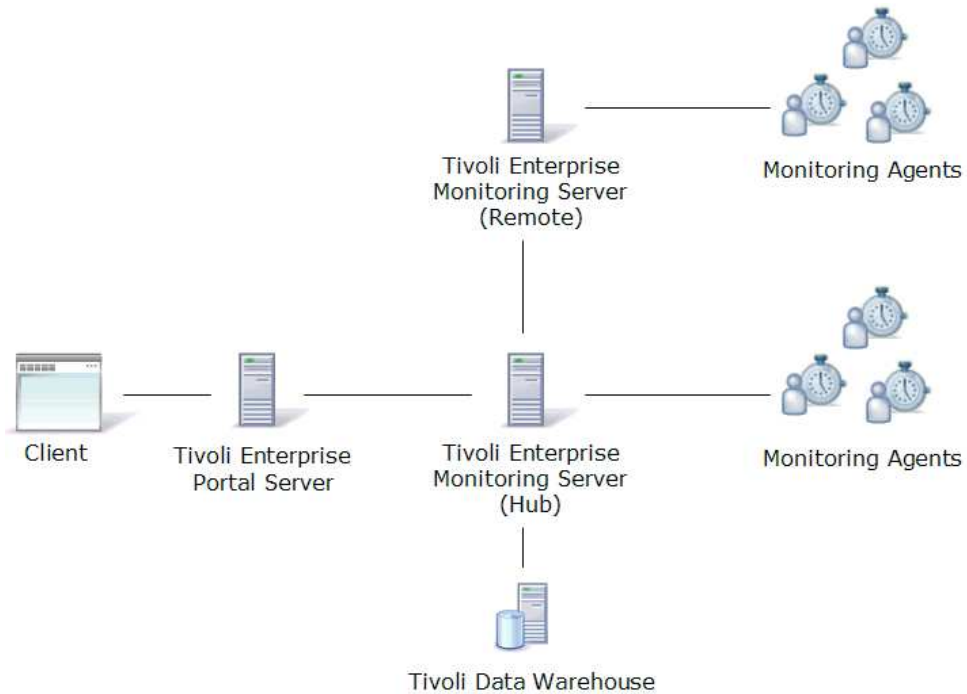 Tivoli Enterprise
Monitoring Server
(Remote)
Monitoring Agents
Client
Tivoli Enterprise
Portal Server
Tivoli Enterprise
Monitoring Server
(Hub)
Monitoring Agents
Tivoli Data Warehouse